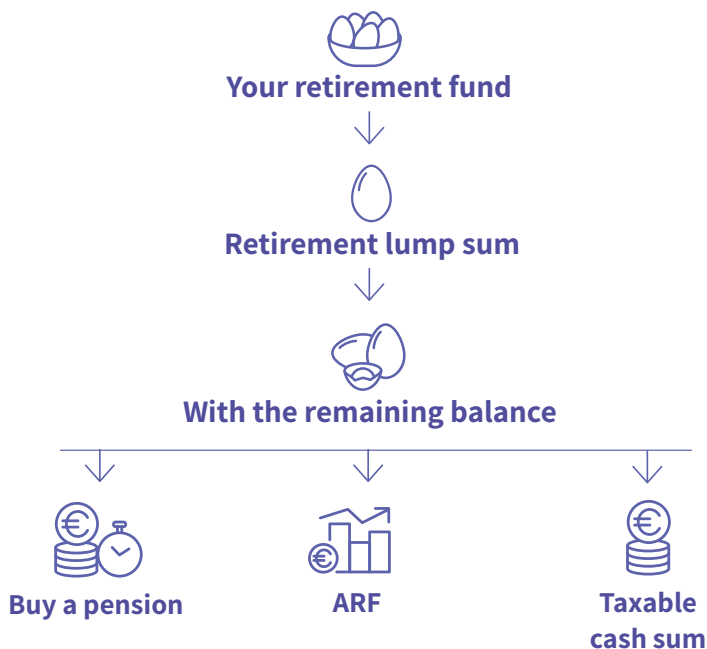 Your retirement fund
Retirement lump sum
With the remaining balance
Buy a pension
ARF
Taxable
cash sum